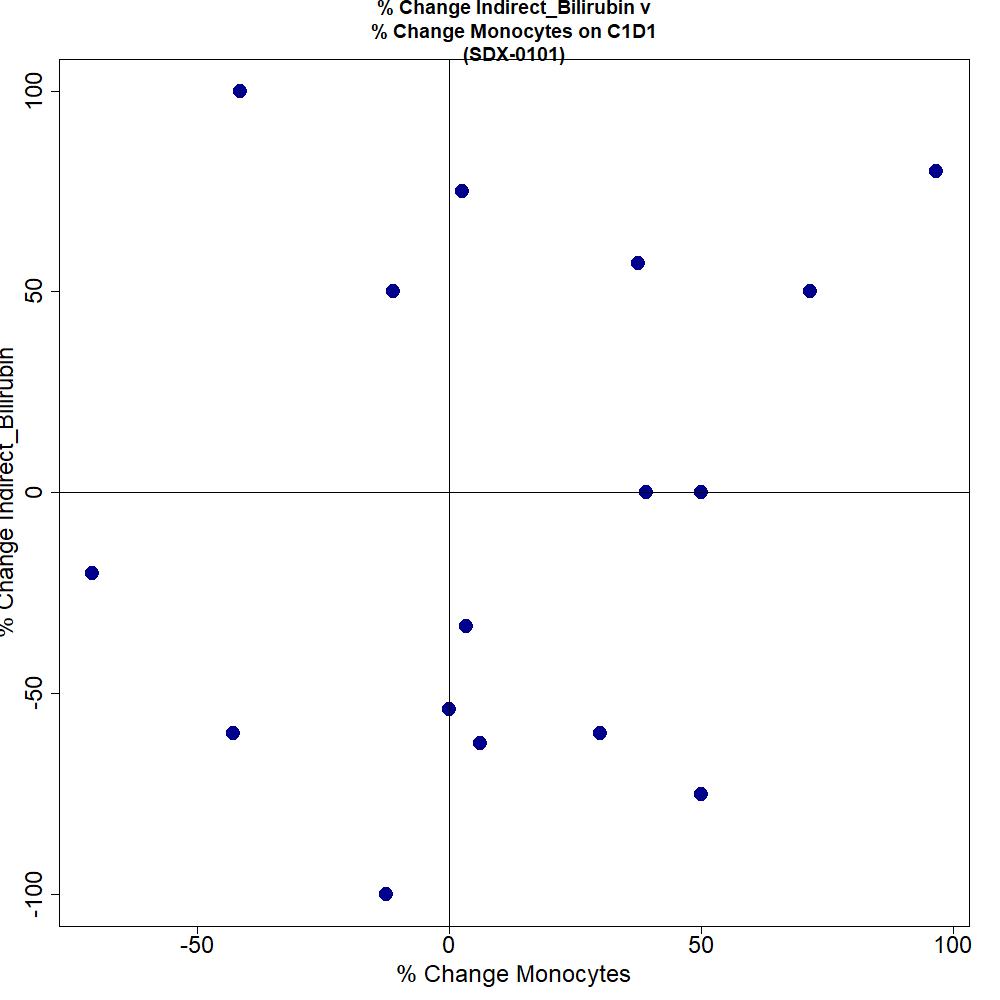 % Change Indirect_Bilirubin v
% Change Monocytes on C1D1
(SDX-0101)
% Change Indirect_Bilirubin
100
50
0
-50
-100
-50
0
50
100
% Change Monocytes